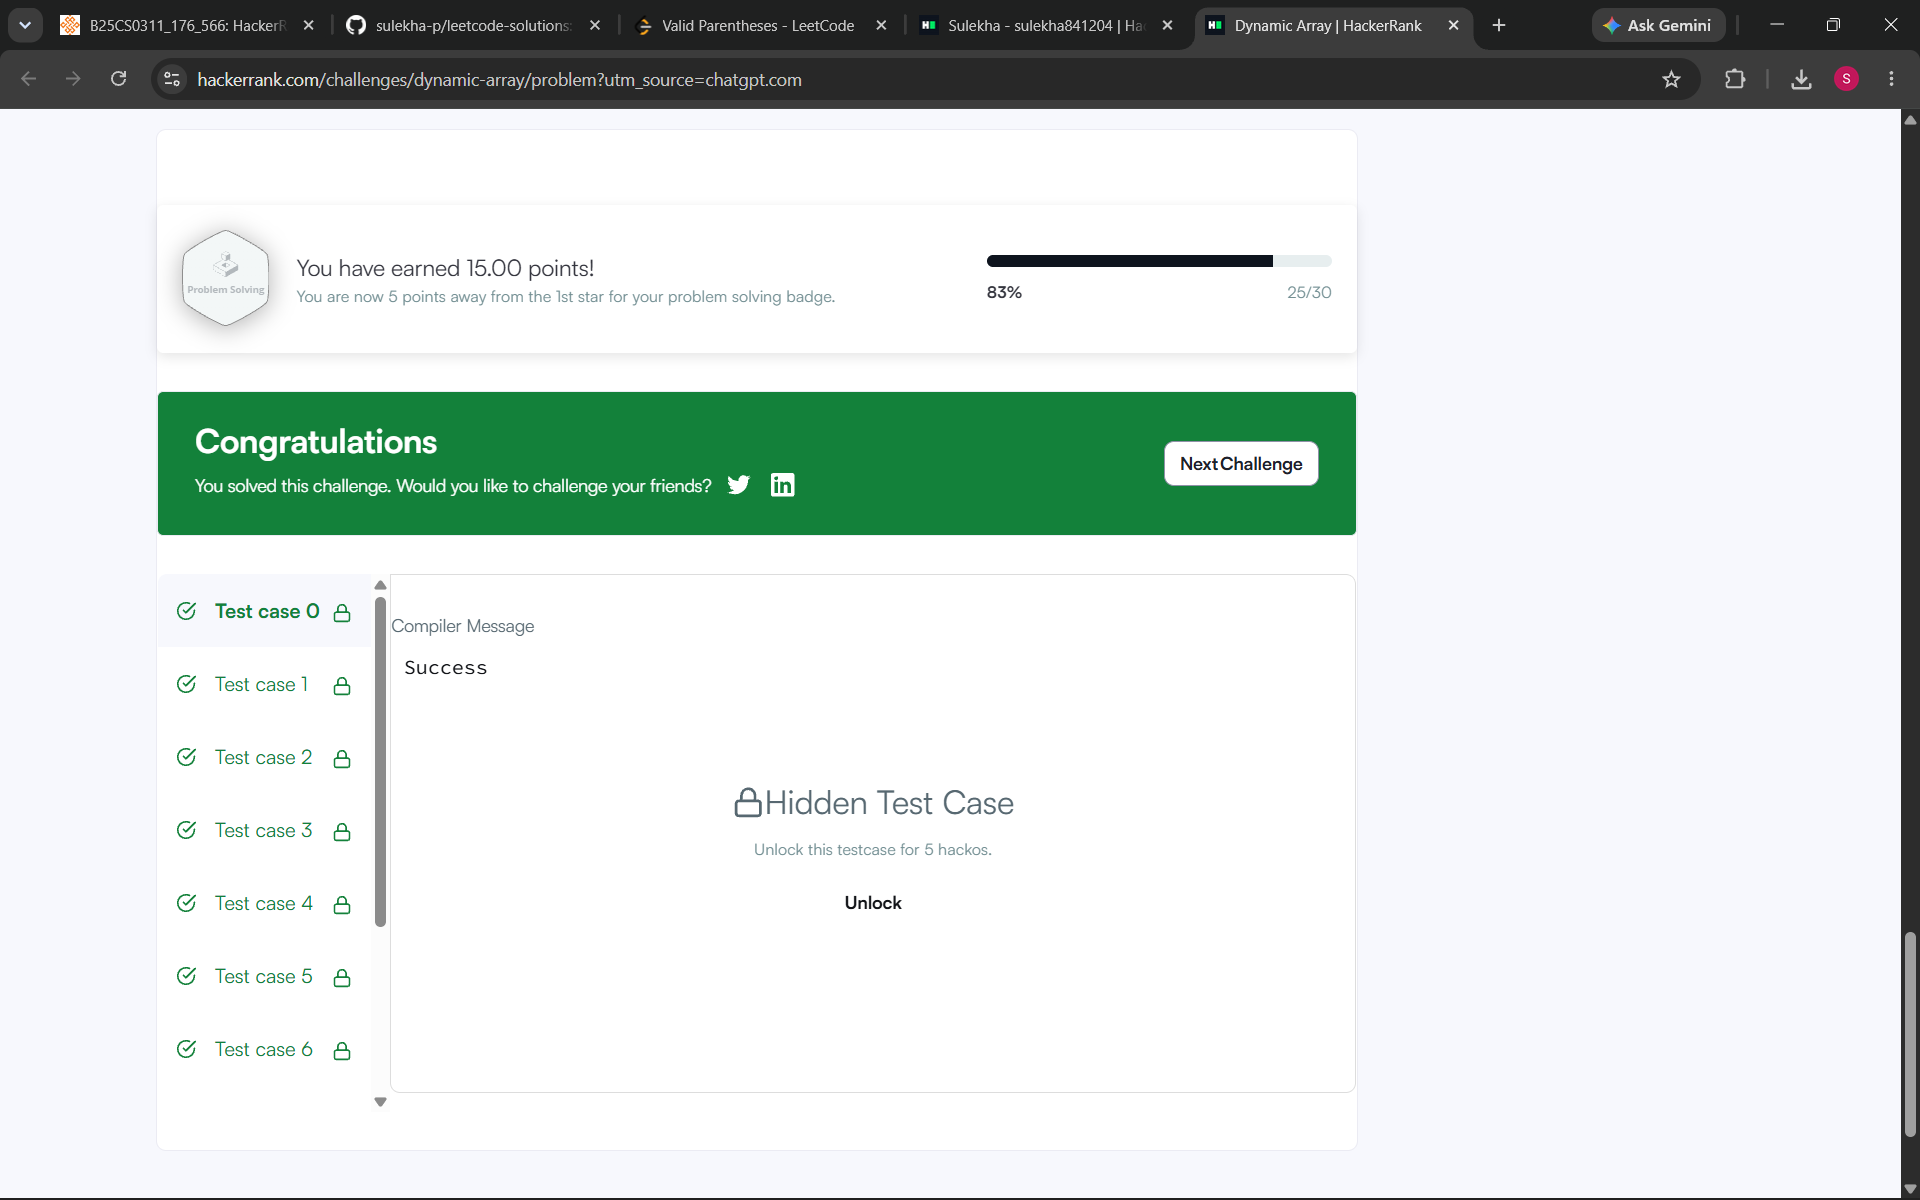 B25CS0311_176_566: HackerR
sulekha-p/leetcode-solutions:
Valid Parentheses - LeetCode
Sulekha - sulekha841204 | Ha
Dynamic Array | HackerRank
Ask Gemini
hackerrank.com/challenges/dynamic-array/problem?utm_source=chatgpt.com
S
Problem Solving
You have earned 15.00 points!
You are now 5 points away from the 1st star for your problem solving badge.
83%
25/30
Congratulations
You solved this challenge. Would you like to challenge your friends?
Next Challenge
Test case 0
Test case 1
Test case 2
Test case 3
Test case 4
Test case 5
Test case 6
Compiler Message
Success
Hidden Test Case
Unlock this testcase for 5 hackos.
Unlock